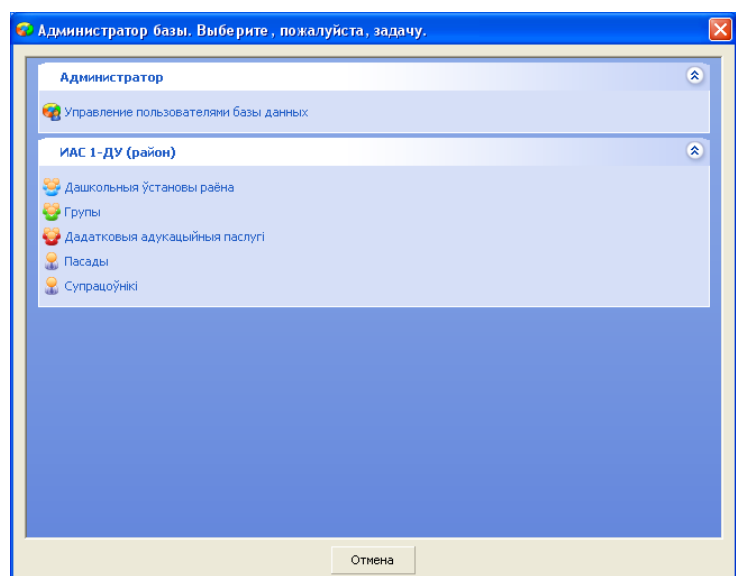 Администратор базы. Выберите , пожалуйста, задачу.
Администратор
Управление пользователями базы данных
ИАС 1-ДУ (район)
Дашкольныя ўстановы раёна
Групы
Дадатковыя адукацыйныя паслугі
Пасады
Супрацоўнікі
Отмена